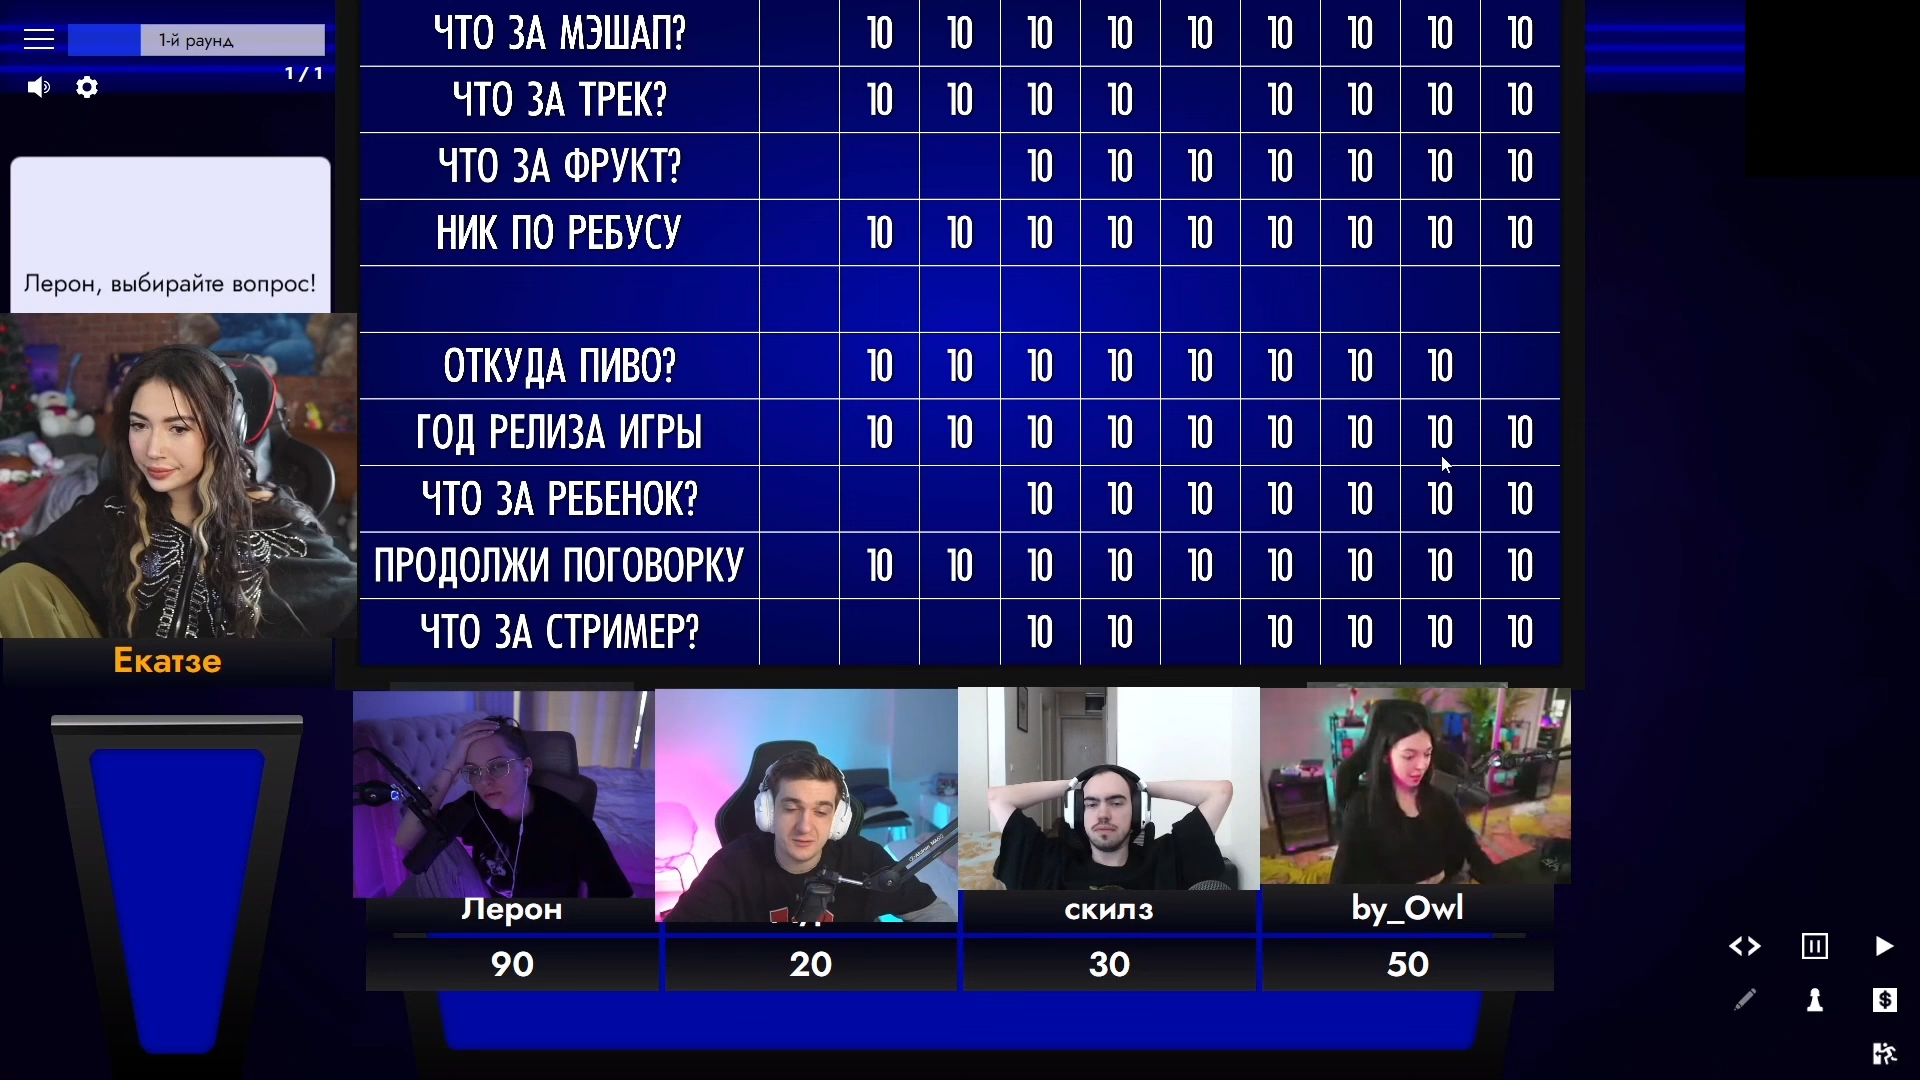 1-й раунд
1 / 1
Лерон, выбирайте вопрос!
ЧТО ЗА МЭШАП? 10 10 10 10 10 10 10 10 10
ЧТО ЗА ТРЕК? 10 10 10 10 10 10 10 10
ЧТО ЗА ФРУКТ? 10 10 10 10 10 10 10
НИК ПО РЕБУСУ 10 10 10 10 10 10 10 10 10
ОТКУДА ПИВО? 10 10 10 10 10 10 10 10
ГОД РЕЛИЗА ИГРЫ 10 10 10 10 10 10 10 10 10
ЧТО ЗА РЕБЕНОК? 10 10 10 10 10 10 10
ПРОДОЛЖИ ПОГОВОРКУ 10 10 10 10 10 10 10 10 10
ЧТО ЗА СТРИМЕР? 10 10 10 10 10 10
Екатзе
Лерон
скилз
by_Owl
90
20
30
50